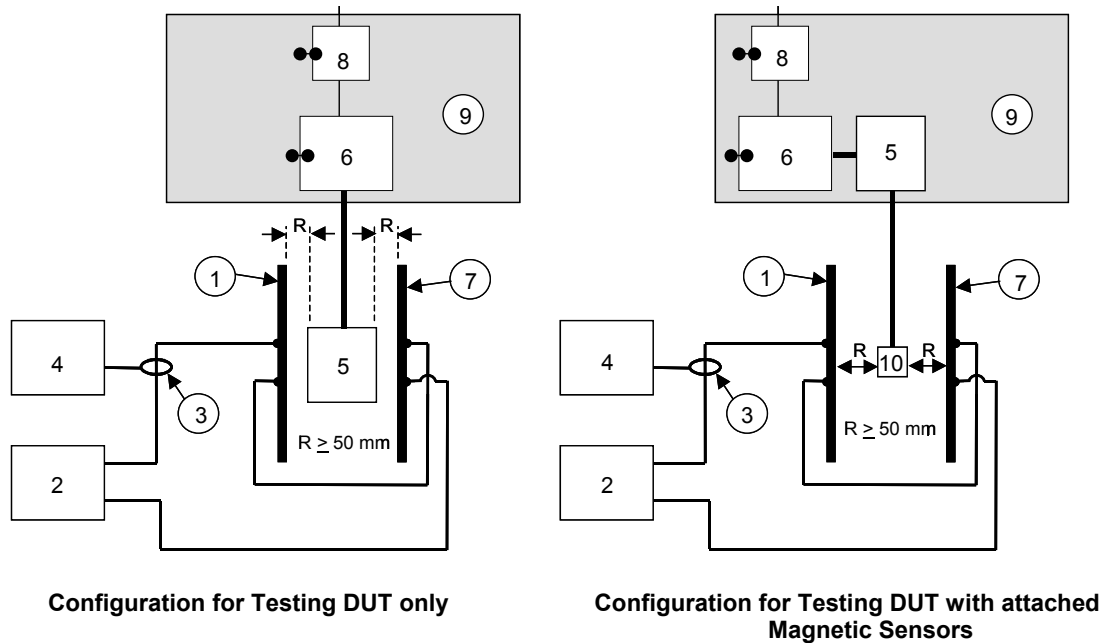 8
9
6
R
R
1
7
4
5
3
R ≥ 50 mm
2
Configuration for Testing DUT only
8
9
6
5
1
7
4
R
10
R
3
R ≥ 50 mm
2
Configuration for Testing DUT with attached
Magnetic Sensors